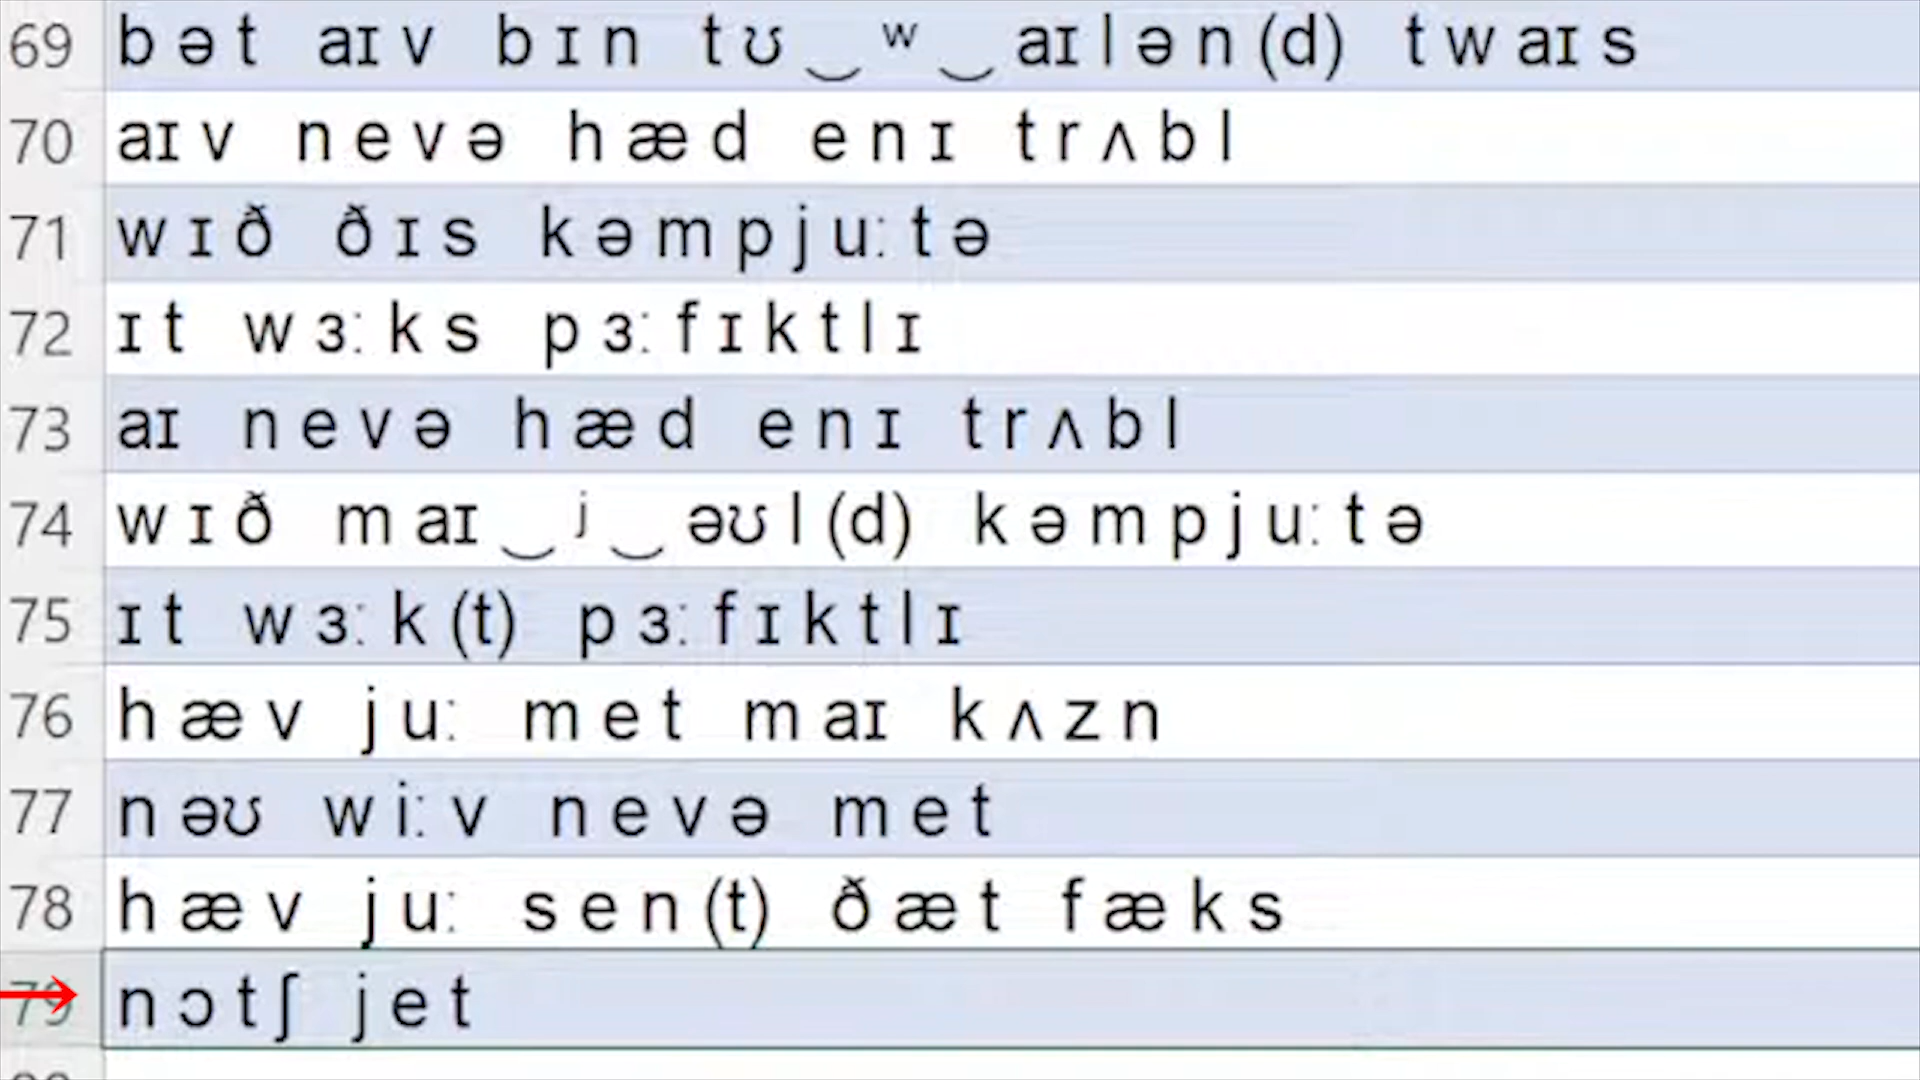 69 bət aɪv bɪn tʊ‿ʷ‿aɪlən(d) twaɪs
70 aɪv nevə hæd enɪ trʌbl
71 wɪð ðɪs kəmpjuːtə
72 ɪt wɜːks pɜːfɪktlɪ
73 aɪ nevə hæd enɪ trʌbl
74 wɪð maɪ‿ʲ‿əʊl(d) kəmpjuːtə
75 ɪt wɜːk(t) pɜːfɪktlɪ
76 hæv juː met maɪ kʌzn
77 nəʊ wiːv nevə met
78 hæv juː sen(t) ðæt fæks
79 nɔtʃ jet